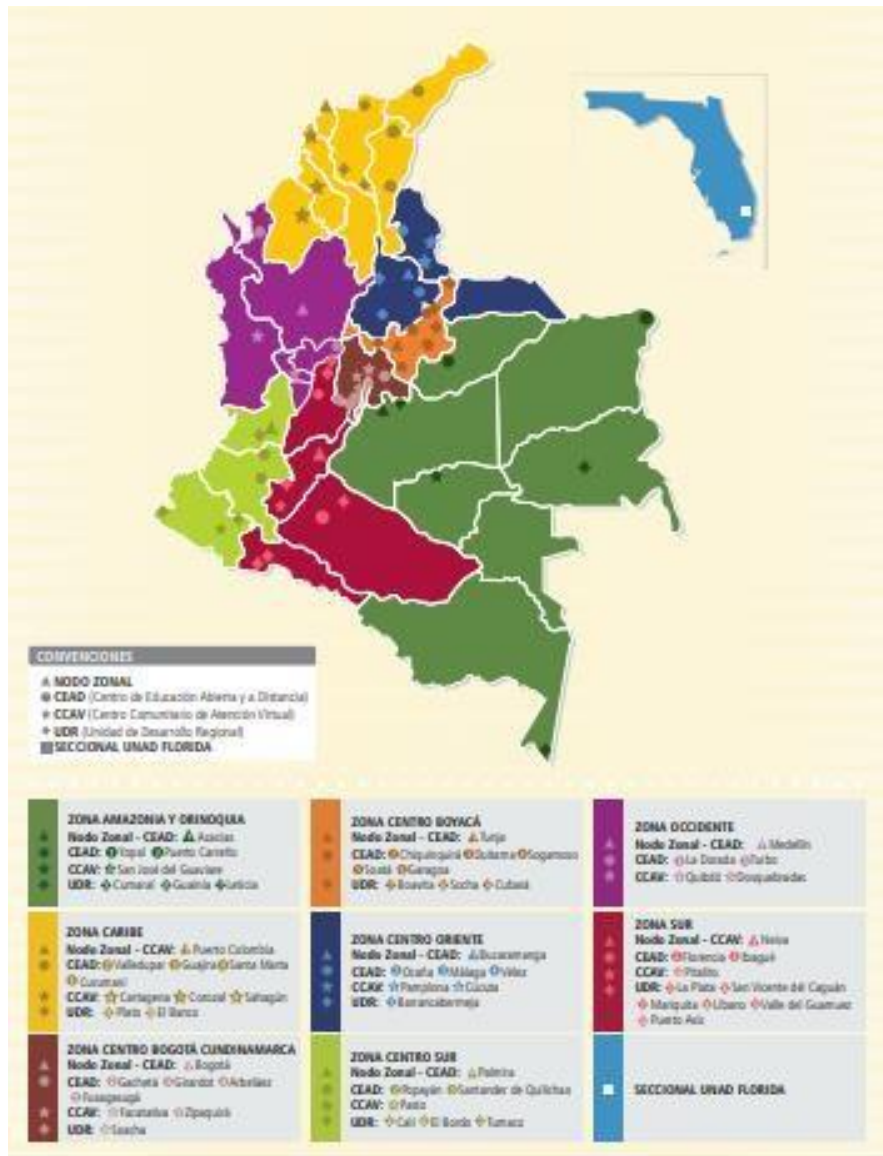 CONVENCIONES
NODO ZONAL
CEAD (Centro de Educación Abierta y a Distancia)
CCAV (Centro Comunitario de Atención Virtual)
UDR (Unidad de Desarrollo Regional)
SECCIONAL UNAD FLORIDA
ZONA AMAZONIA Y ORINOQUIA
Nodo Zonal - CEAD: Acacias
CEAD: Yopal Puerto Carreño
CCAV: San José del Guaviare
UDR: Cumaral Guainía Leticia
ZONA CARIBE
Nodo Zonal - CCAV: Puerto Colombia
CEAD: Valledupar Guajira Santa Marta
Curumaní
CCAV: Cartagena Corozal Sahagún
UDR: Plato El Banco
ZONA CENTRO BOGOTÁ CUNDINAMARCA
Nodo Zonal - CEAD: Bogotá
CEAD: Gachetá Girardot Arbeláez
Fusagasugá
CCAV: Facatativa Zipaquirá
UDR: Soacha
ZONA CENTRO BOYACÁ
Nodo Zonal - CEAD: Tunja
CEAD: Chiquinquirá Duitama Sogamoso
Soatá Garagoa
UDR: Boavita Socha Cubará
ZONA CENTRO ORIENTE
Nodo Zonal - CEAD: Bucaramanga
CEAD: Ocaña Málaga Vélez
CCAV: Pamplona Cúcuta
UDR: Barrancabermeja
ZONA CENTRO SUR
Nodo Zonal - CEAD: Palmira
CEAD: Popayán Santander de Quilichao
CCAV: Pasto
UDR: Cali El Bordo Tumaco
ZONA OCCIDENTE
Nodo Zonal - CEAD: Medellín
CEAD: La Dorada Turbo
CCAV: Quibdó Dosquebradas
ZONA SUR
Nodo Zonal - CCAV: Neiva
CEAD: Florencia Ibagué
CCAV: Pitalito
UDR: La Plata San Vicente del Caguán
Mariquita Líbano Valle del Guamuez
Puerto Asís
SECCIONAL UNAD FLORIDA